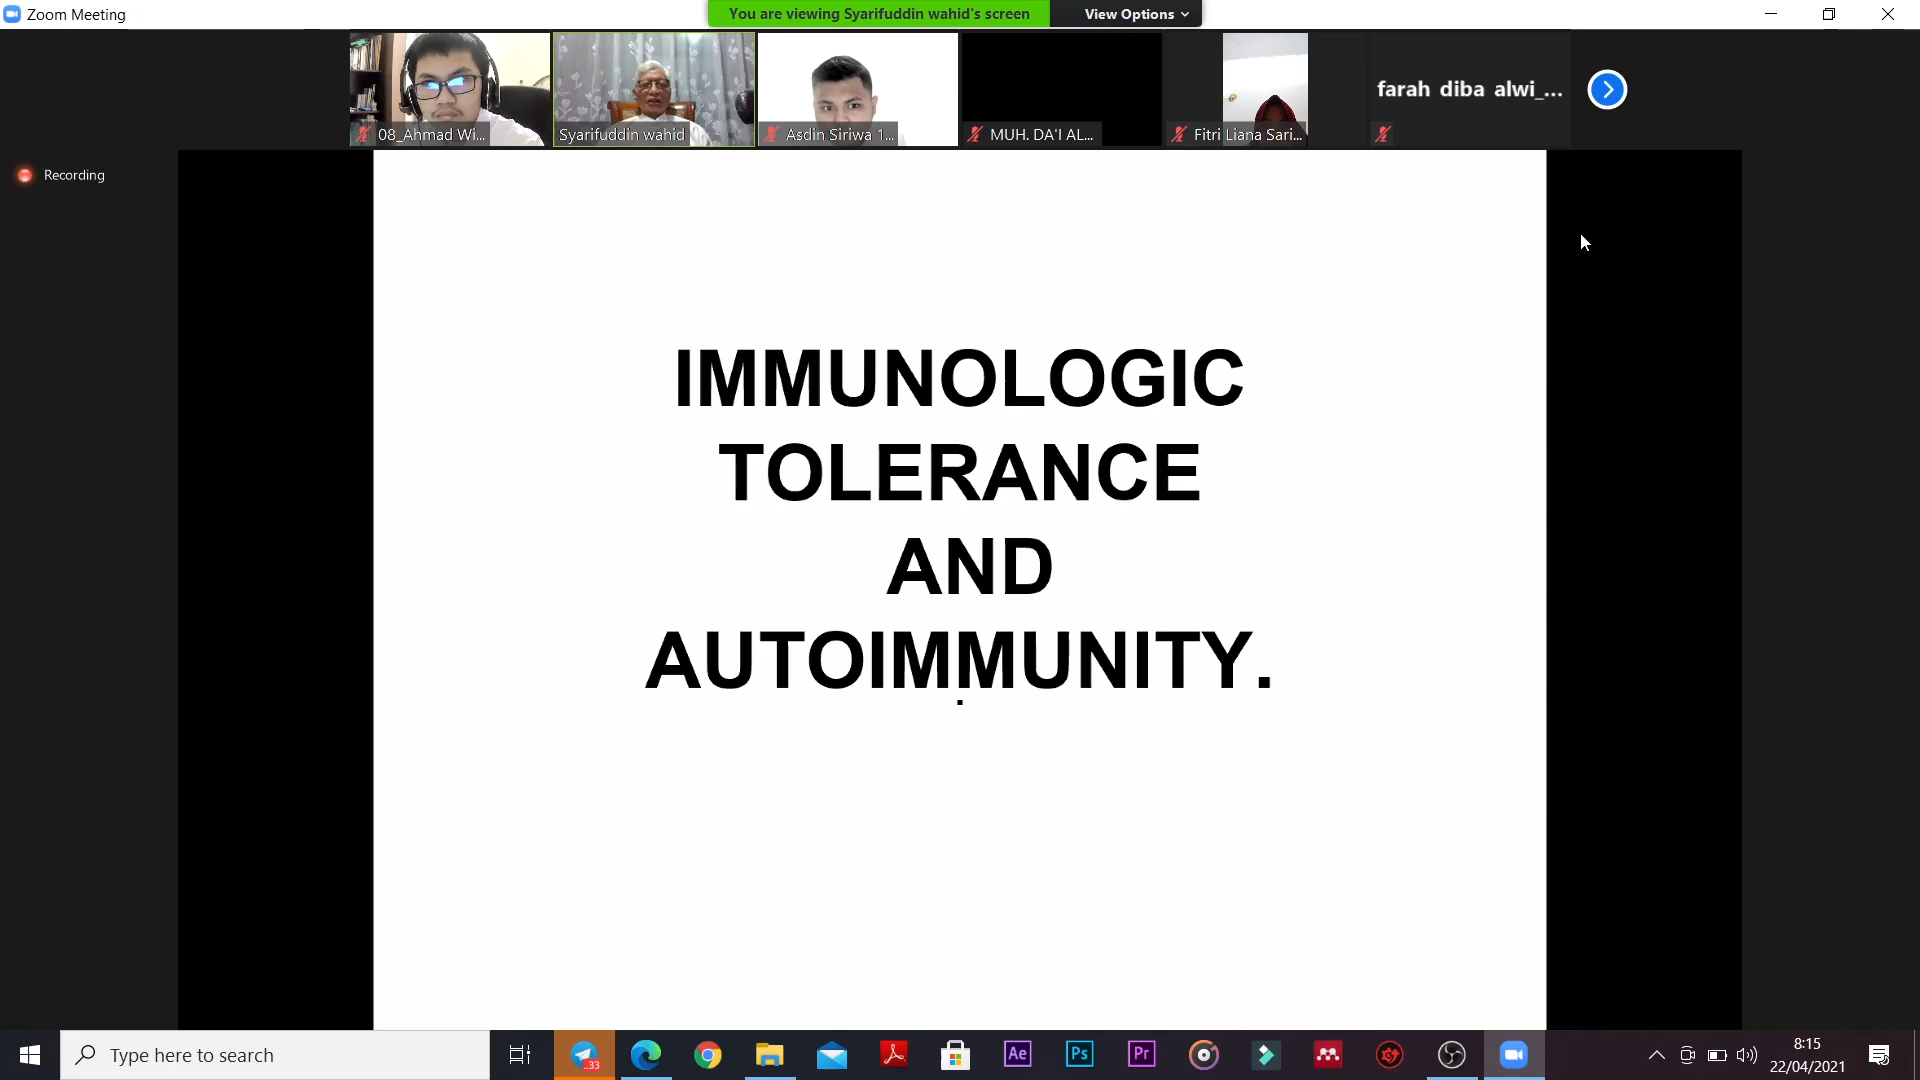 Zoom Meeting
You are viewing Syarifuddin wahid's screen
View Options
08_Ahmad Wi...
Syarifuddin wahid
Asdin Siriwa 1...
MUH. DA'I AL...
Fitri Liana Sari...
farah diba alwi_...
Recording
IMMUNOLOGIC
TOLERANCE
AND
AUTOIMMUNITY.
.
Type here to search
.33
Ae
Ps
Pr
8:15
22/04/2021